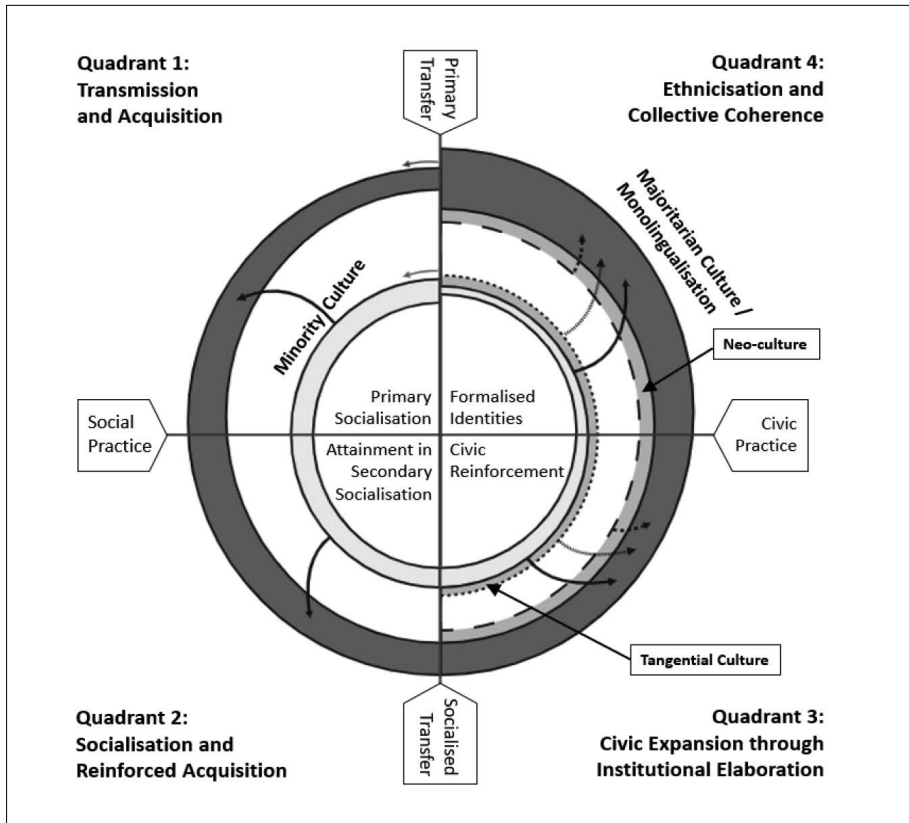 Quadrant 1:
Transmission
and Acquisition
Primary
Transfer
Quadrant 4:
Ethnicisation and
Collective Coherence
Majoritarian Culture /
Monolingualisation
Minority Culture
Neo-culture
Primary
Socialisation
Formalised
Identities
Social
Practice
Civic
Practice
Attainment in
Secondary
Socialisation
Civic
Reinforcement
Tangential Culture
Quadrant 2:
Socialisation and
Reinforced Acquisition
Socialised
Transfer
Quadrant 3:
Civic Expansion through
Institutional Elaboration